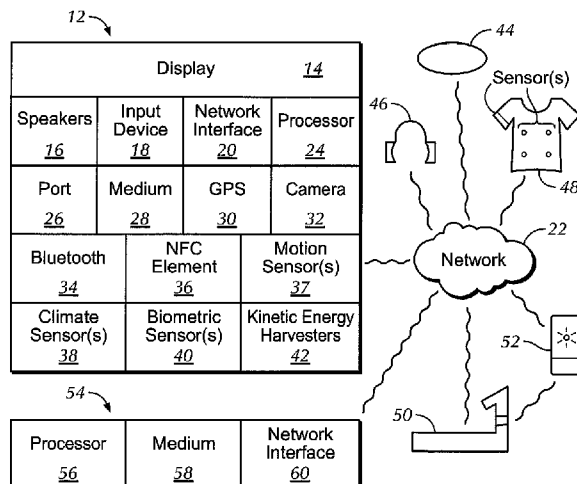 12
Display 14
Speakers 16
Input Device 18
Network Interface 20
Processor 24
Port 26
Medium 28
GPS 30
Camera 32
Bluetooth 34
NFC Element 36
Motion Sensor(s) 37
Climate Sensor(s) 38
Biometric Sensor(s) 40
Kinetic Energy Harvesters 42
44
46
Sensor(s)
48
22
Network
52
50
54
Processor 56
Medium 58
Network Interface 60